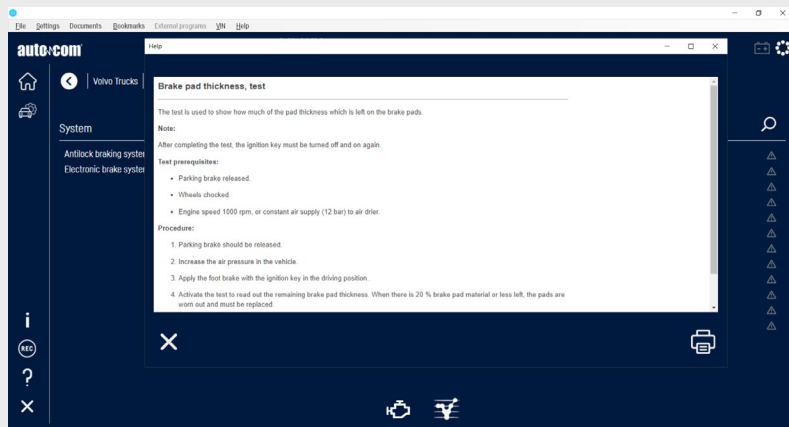 File Settings Documents Bookmarks External programs VIN Help
auto com
Help
Volvo Trucks
Brake pad thickness, test
The test is used to show how much of the pad thickness which is left on the brake pads.
System
Note:
After completing the test, the ignition key must be turned off and on again.
Antilock braking syster
Test prerequisites:
Electronic brake syster
• Parking brake released.
• Wheels chocked.
• Engine speed 1000 rpm, or constant air supply (12 bar) to air drier.
Procedure:
1. Parking brake should be released.
2. Increase the air pressure in the vehicle.
3. Apply the foot brake with the ignition key in the driving position.
4. Activate the test to read out the remaining brake pad thickness. When there is 20 % brake pad material or less left, the pads are
worn out and must be replaced.
i
REC
?